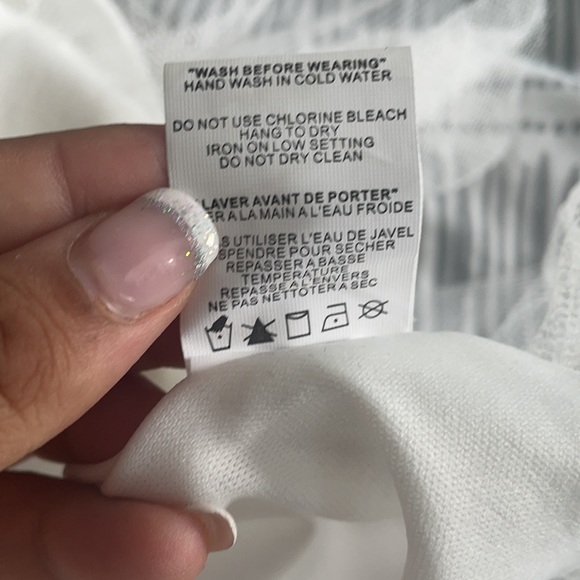 "WASH BEFORE WEARING"
HAND WASH IN COLD WATER
DO NOT USE CHLORINE BLEACH
HANG TO DRY
IRON ON LOW SETTING
DO NOT DRY CLEAN
LAVER AVANT DE PORTER"
A LA MAIN A L'EAU FROIDE
UTILISER L'EAU DE JAVEL
POUR SECHER
REPASSER A BASSE
TEMPERATURE
REPASSE A L'ENVERS
NE PAS NETTOTER A SEC